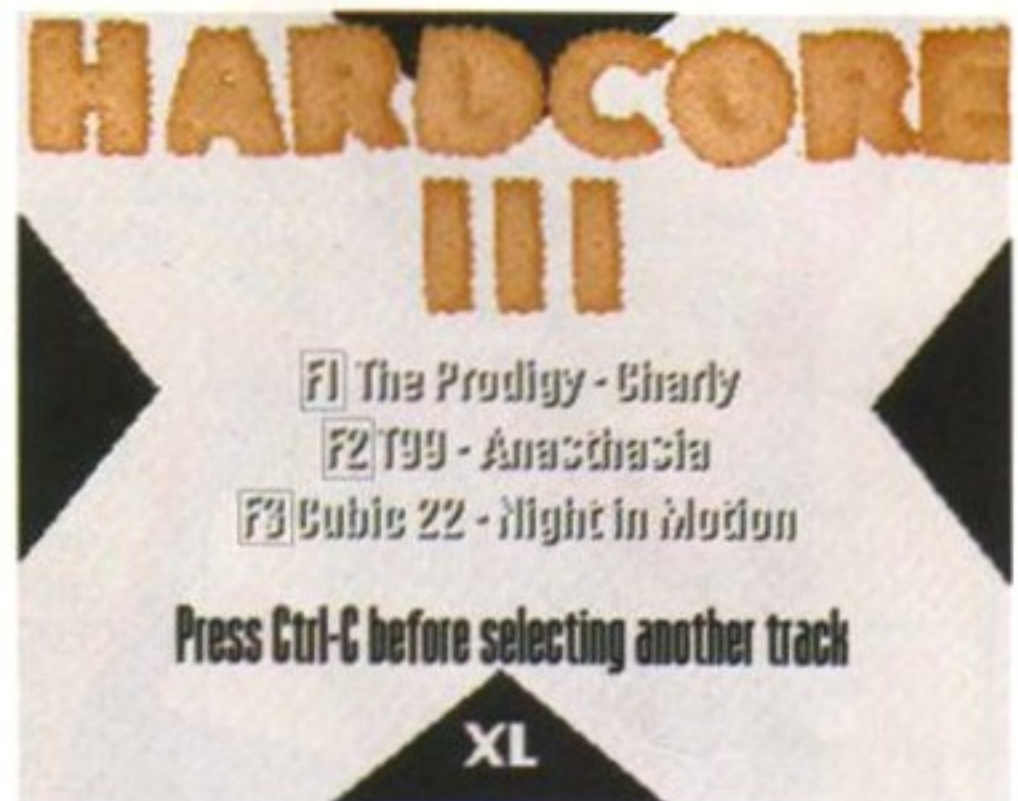 HARDCORE
III
F1 The Prodigy - Charly
F2 T99 - Anasthasia
F3 Cubic 22 - Night in Motion
Press Ctrl-C before selecting another track
XL